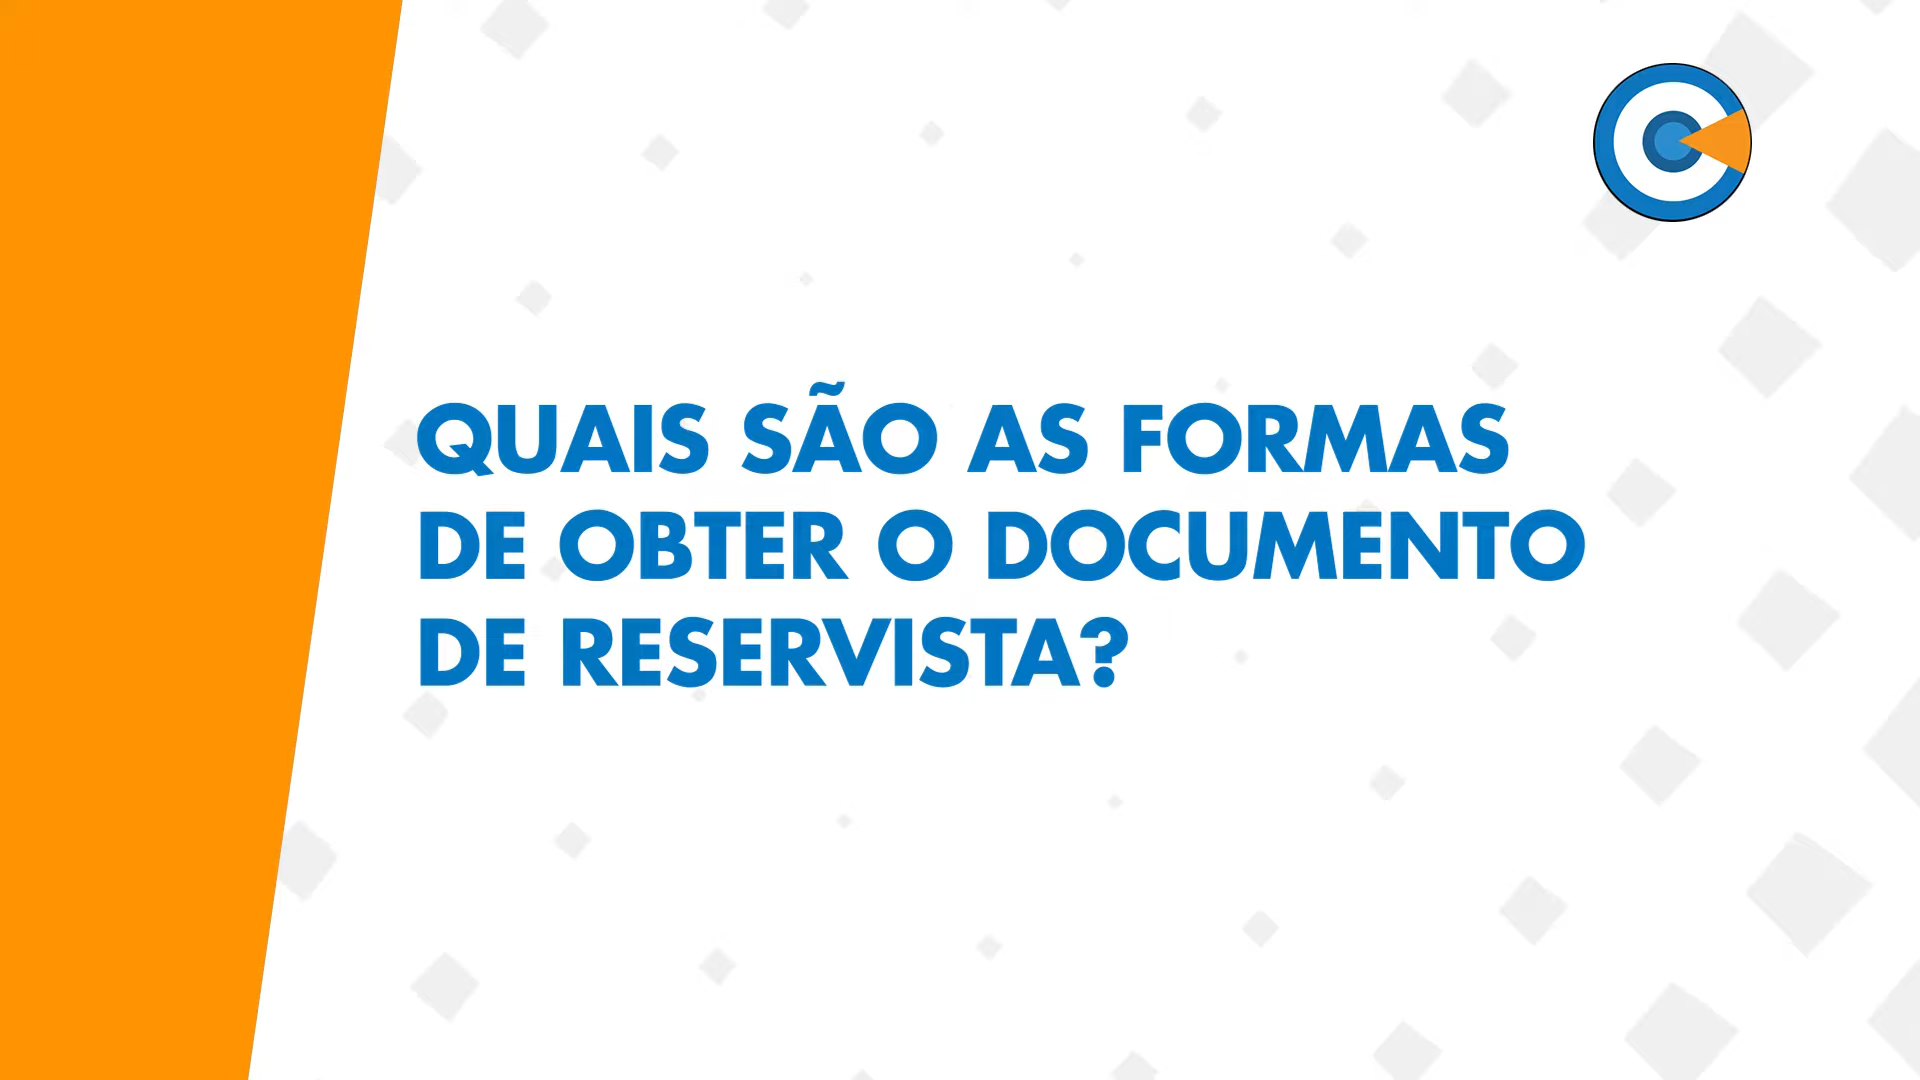 QUAIS SÃO AS FORMAS
DE OBTER O DOCUMENTO
DE RESERVISTA?